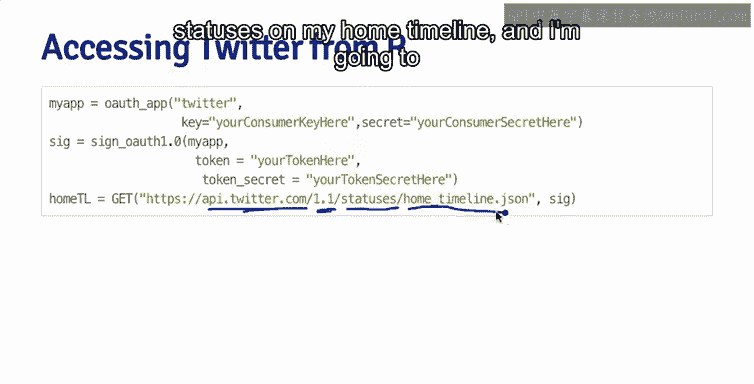 statuses on my home timeline, and I'm
going to
Accessing Twitter from R
myapp = oauth_app("twitter",
key="yourConsumerKeyHere",secret="yourConsumerSecretHere")
sig = sign_oauth1.0(myapp,
token = "yourTokenHere",
token_secret = "yourTokenSecretHere")
homeTL = GET("https://api.twitter.com/1.1/statuses/home_timeline.json", sig)